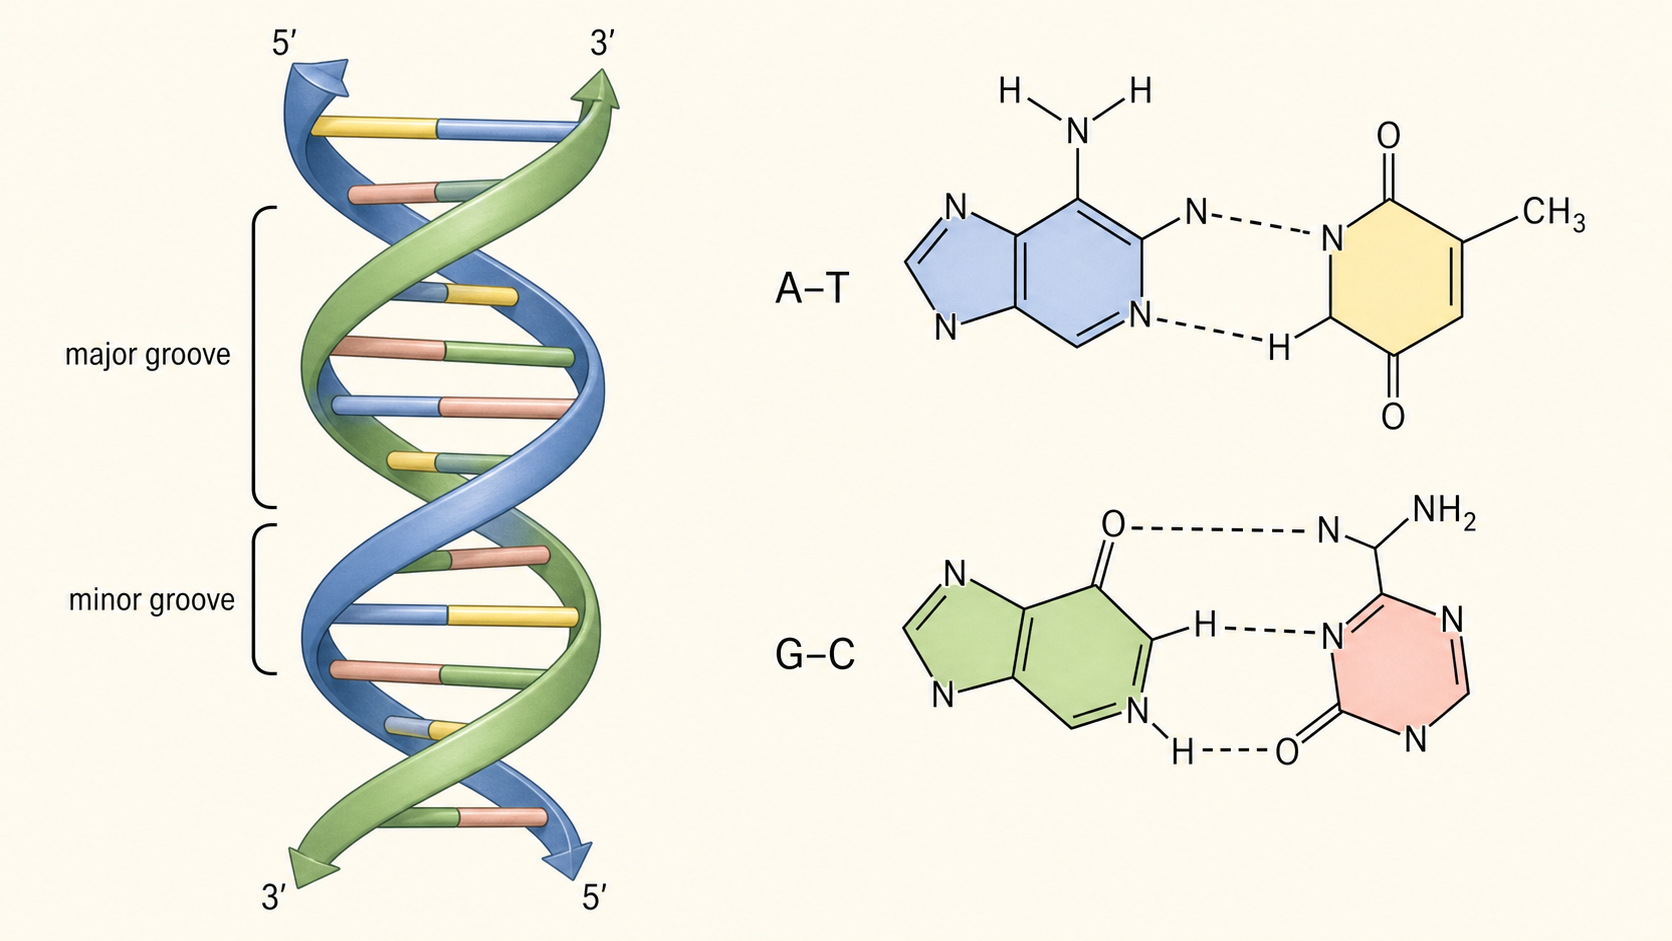 5′
3′
major groove
minor groove
3′
5′
A–T
H
H
N
N
N
N
N
N
H
O
CH₃
O
G–C
O
N
NH₂
N
H
N
N
N
N
H
O
N